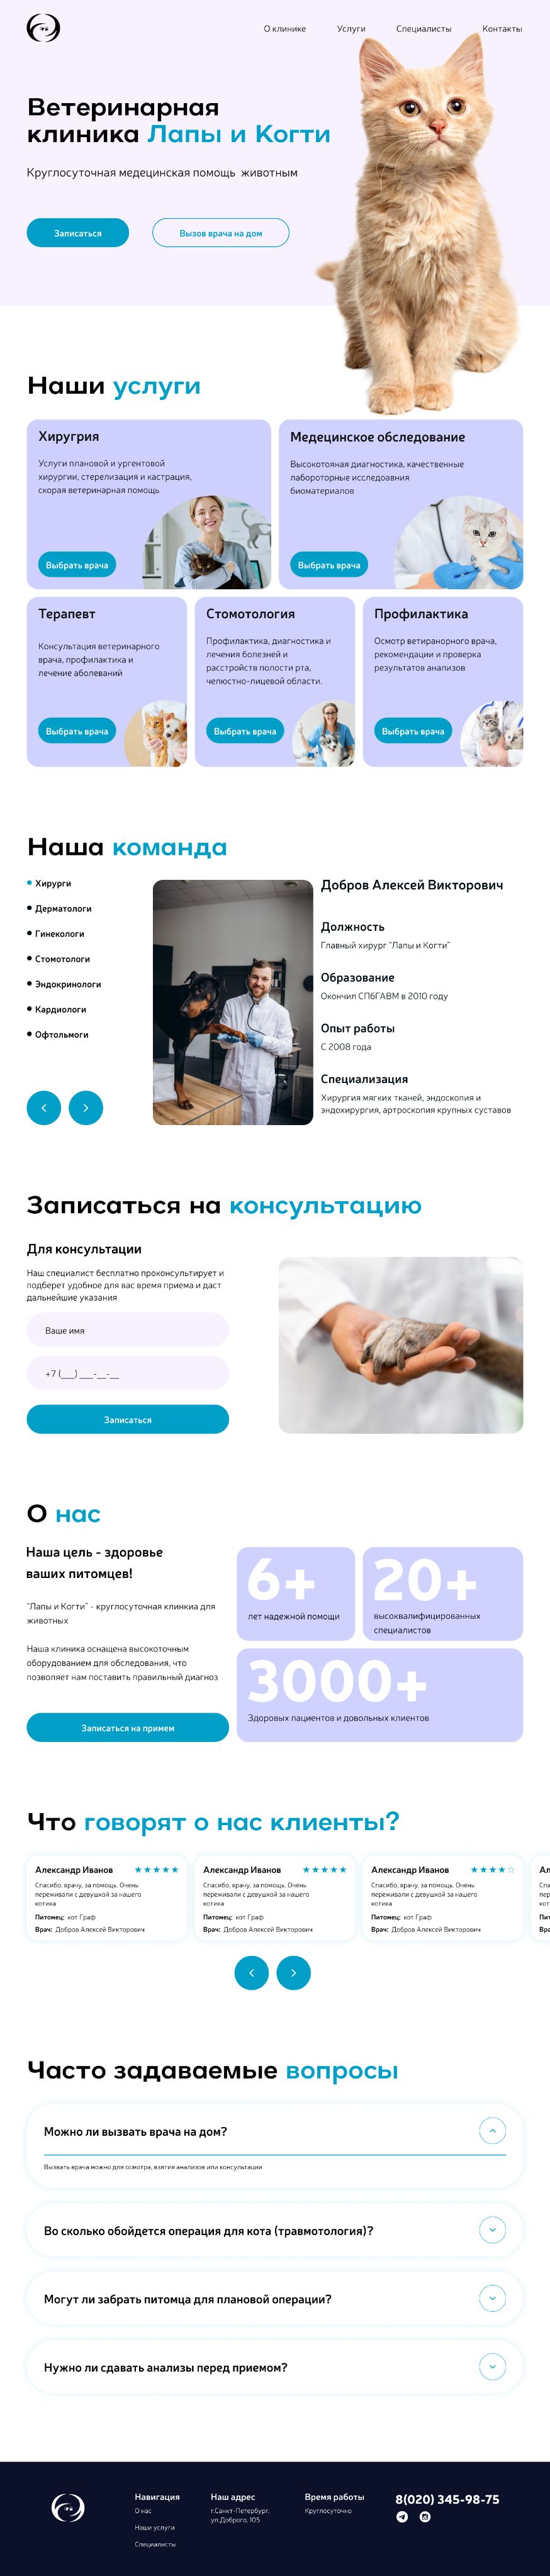 О клинике Услуги Специалисты Контакты
Ветеринарная
клиника Лапы и Когти
Круглосуточная медецинская помощь животным
Записаться Вызов врача на дом
Наши услуги
Хиругрия
Услуги плановой и ургентовой
хирургии, стерелизация и кастрация,
скорая ветеринарная помощь
Выбрать врача
Медецинское обследование
Высокотояная диагностика, качественные
лабороторные исследоавния
биоматериалов
Выбрать врача
Терапевт
Консультация ветеринарного
врача, профилактика и
лечение аболеваний
Выбрать врача
Стомотология
Профилактика, диагностика и
лечения болезней и
расстройств полости рта,
челюстно-лицевой области.
Выбрать врача
Профилактика
Осмотр ветиранорного врача,
рекомендации и проверка
результатов анализов
Выбрать врача
Наша команда
Хирурги
Дерматологи
Гинекологи
Стомотологи
Эндокринологи
Кардиологи
Офтольмоги
Добров Алексей Викторович
Должность
Главный хирург "Лапы и Когти"
Образование
Окончил СПбГАВМ в 2010 году
Опыт работы
С 2008 года
Специализация
Хирургия мягких тканей, эндоскопия и
эндохирургия, артроскопия крупных суставов
Записаться на консультацию
Для консультации
Наш специалист бесплатно проконсультирует и
подберет удобное для вас время приема и даст
дальнейшие указания
Ваше имя
+7 (___) ___-__-__
Записаться
О нас
Наша цель - здоровье
ваших питомцев!
"Лапы и Когти" - круглосуточная клинкиа для
животных
Наша клиника оснащена высокоточным
оборудованием для обследования, что
позволяет нам поставить правильный диагноз
Записаться на примем
6+
лет надежной помощи
20+
высоквалифицированных
специалистов
3000+
Здоровых пациентов и довольных клиентов
Что говорят о нас клиенты?
Александр Иванов ★★★★★
Спасибо, врачу, за помощь. Очень
переживали с девушкой за нашего
котика
Питомец: кот Граф
Врач: Добров Алексей Викторович
Александр Иванов ★★★★★
Спасибо, врачу, за помощь. Очень
переживали с девушкой за нашего
котика
Питомец: кот Граф
Врач: Добров Алексей Викторович
Александр Иванов ★★★★☆
Спасибо, врачу, за помощь. Очень
переживали с девушкой за нашего
котика
Питомец: кот Граф
Врач: Добров Алексей Викторович
Ал
Спа
пер
кот
Пит
Вра
Часто задаваемые вопросы
Можно ли вызвать врача на дом?
Вызвать врача можно для осмотра, взятия анализов или консультации
Во сколько обойдется операция для кота (травмотология)?
Могут ли забрать питомца для плановой операции?
Нужно ли сдавать анализы перед приемом?
Навигация
О нас
Наши услуги
Специалисты
Наш адрес
г.Санкт-Петербург,
ул.Доброго, 105
Время работы
Круглосуточно
8(020) 345-98-75